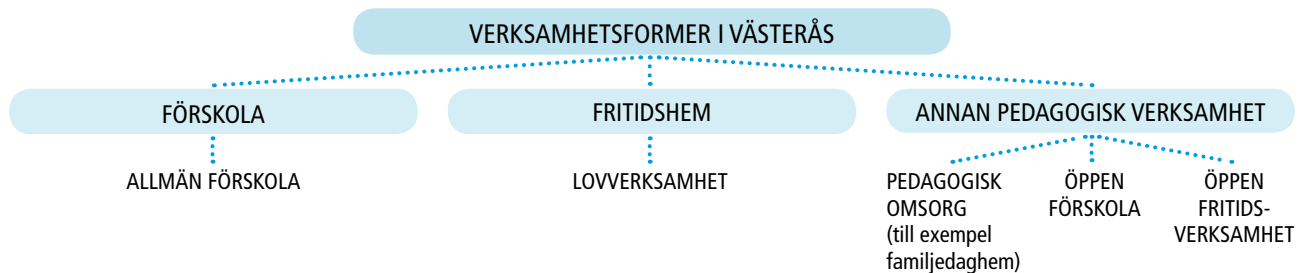 VERKSAMHETSFORMER I VÄSTERÅS
FÖRSKOLA
FRITIDSHEM
ANNAN PEDAGOGISK VERKSAMHET
ALLMÄN FÖRSKOLA
LOVVERKSAMHET
PEDAGOGISK
OMSORG
(till exempel
familjedaghem)
ÖPPEN
FÖRSKOLA
ÖPPEN
FRITIDS-
VERKSAMHET